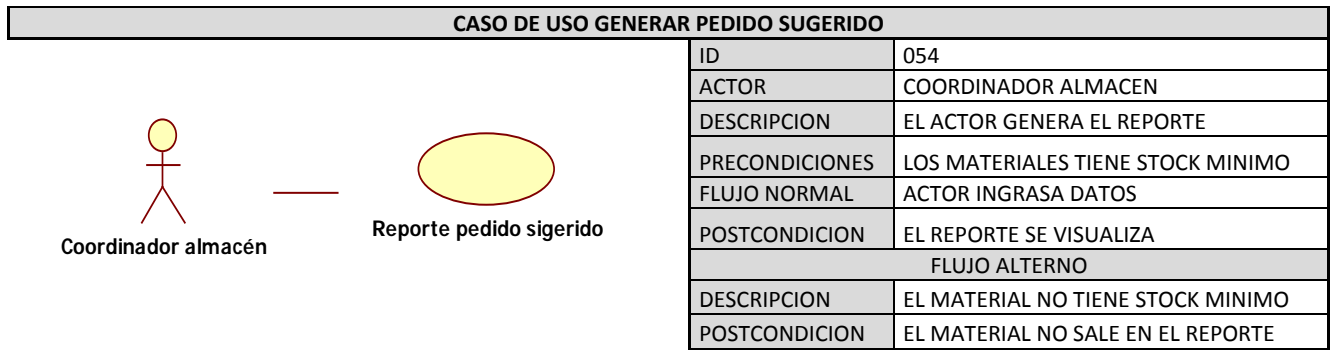 CASO DE USO GENERAR PEDIDO SUGERIDO
Coordinador almacén
Reporte pedido sigerido
ID 054
ACTOR COORDINADOR ALMACEN
DESCRIPCION EL ACTOR GENERA EL REPORTE
PRECONDICIONES LOS MATERIALES TIENE STOCK MINIMO
FLUJO NORMAL ACTOR INGRASA DATOS
POSTCONDICION EL REPORTE SE VISUALIZA
FLUJO ALTERNO
DESCRIPCION EL MATERIAL NO TIENE STOCK MINIMO
POSTCONDICION EL MATERIAL NO SALE EN EL REPORTE